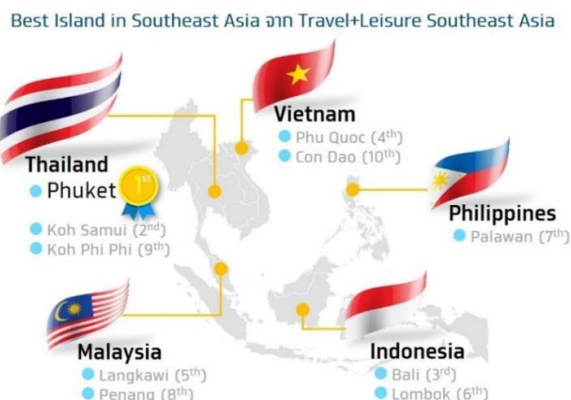 Best Island in Southeast Asia จาก Travel+Leisure Southeast Asia
Vietnam
Phu Quoc (4th)
Con Dao (10th)
Thailand
Phuket 1st
Koh Samui (2nd)
Koh Phi Phi (9th)
Philippines
Palawan (7th)
Malaysia
Langkawi (5th)
Penang (8th)
Indonesia
Bali (3rd)
Lombok (6th)